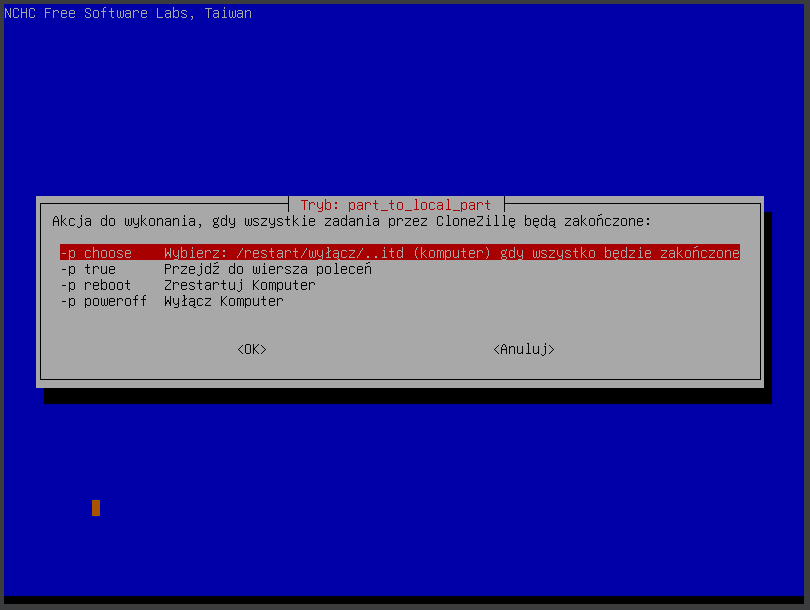 NCHC Free Software Labs, Taiwan
Tryb: part_to_local_part
Akcja do wykonania, gdy wszystkie zadania przez CloneZillę będą zakończone:
-p choose Wybierz: /restart/wyłącz/..itd (komputer) gdy wszystko będzie zakończone
-p true Przejdź do wiersza poleceń
-p reboot Zrestartuj Komputer
-p poweroff Wyłącz Komputer
<OK> <Anuluj>